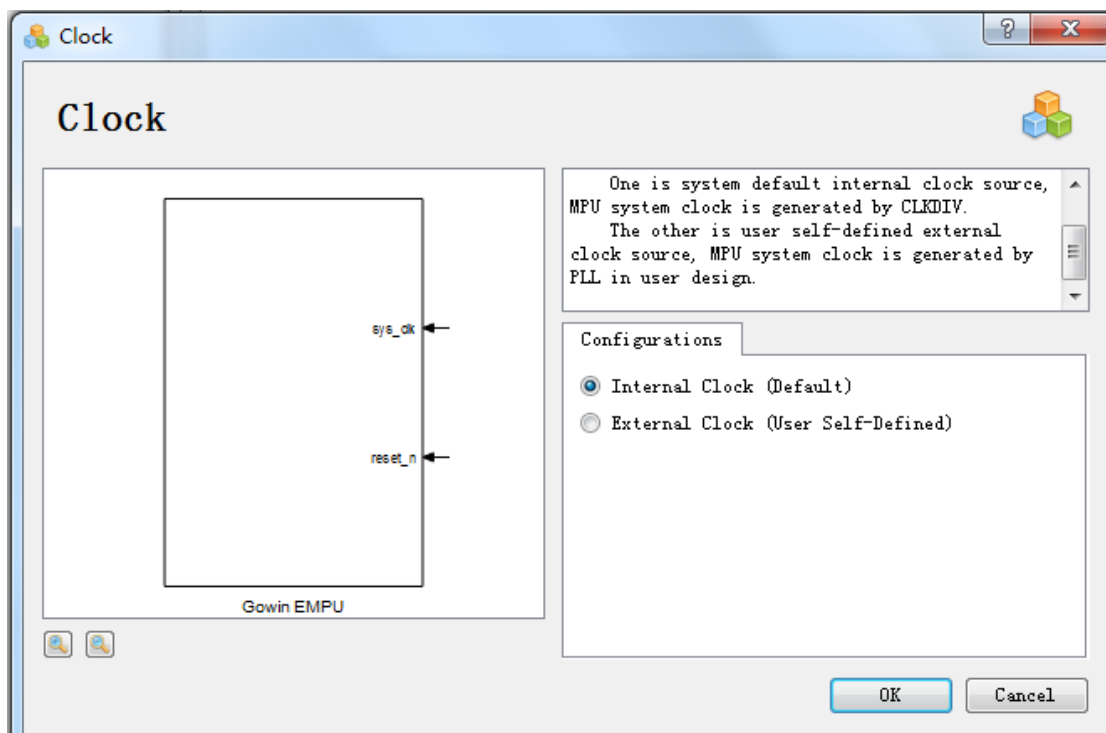 Clock
?
X
Clock
sys_clk
reset_n
Gowin EMPU
One is system default internal clock source,
MPU system clock is generated by CLKDIV.
The other is user self-defined external
clock source, MPU system clock is generated by
PLL in user design.
Configurations
Internal Clock (Default)
External Clock (User Self-Defined)
OK
Cancel